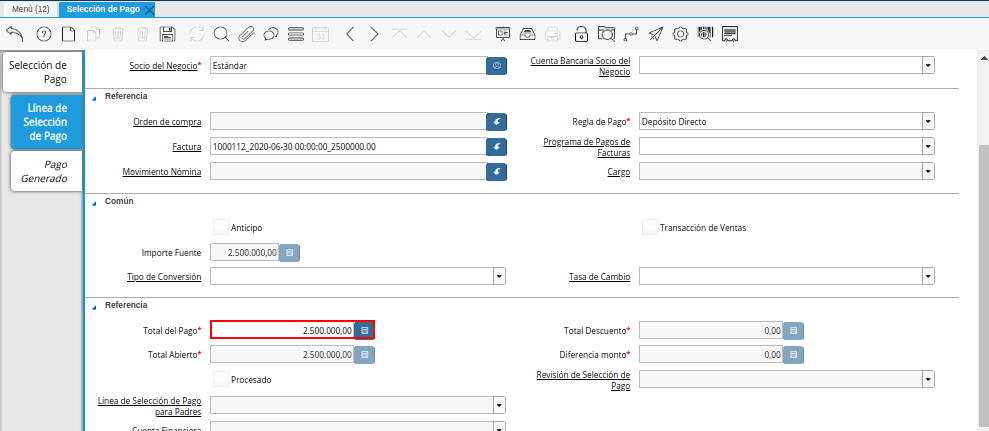 Menú (12) Selección de Pago
Selección de
Pago
Línea de
Selección
de Pago
Pago
Generado
Socio del Negocio* Estándar Cuenta Bancaria Socio del
Negocio
Referencia
Orden de compra Regla de Pago* Depósito Directo
Factura 1000112_2020-06-30 00:00:00_2500000.00 Programa de Pagos de
Facturas
Movimiento Nómina Cargo
Común
Anticipo Transacción de Ventas
Importe Fuente 2.500.000,00
Tipo de Conversión Tasa de Cambio
Referencia
Total del Pago* 2.500.000,00 Total Descuento* 0,00
Total Abierto* 2.500.000,00 Diferencia monto* 0,00
Procesado Revisión de Selección de
Pago
Línea de Selección de Pago
para Padres
Cuenta Financiera